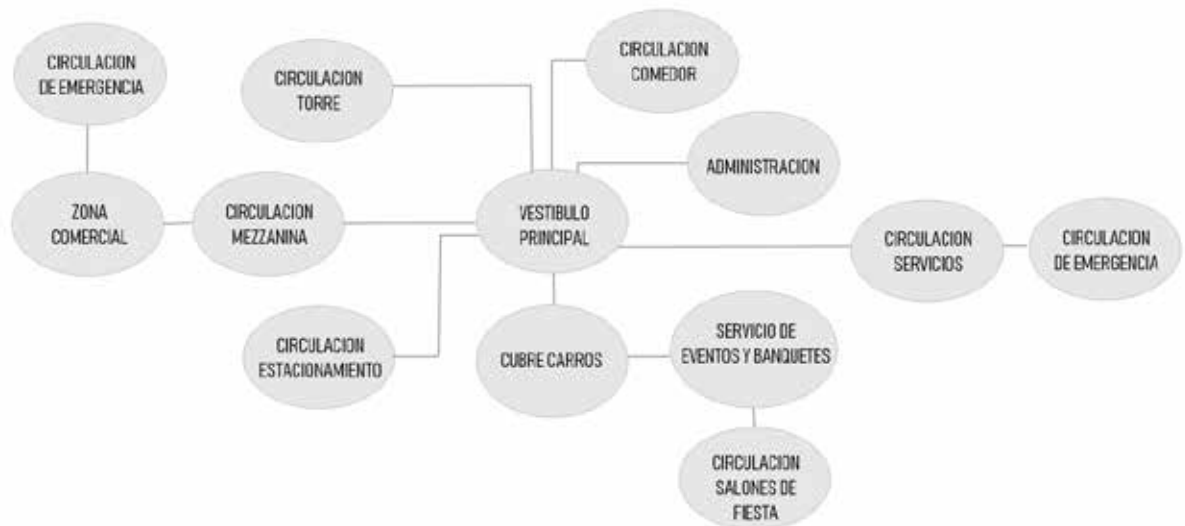 CIRCULACION
DE EMERGENCIA
CIRCULACION
TORRE
CIRCULACION
COMEDOR
ADMINISTRACION
ZONA
COMERCIAL
CIRCULACION
MEZZANINA
VESTIBULO
PRINCIPAL
CIRCULACION
SERVICIOS
CIRCULACION
DE EMERGENCIA
CIRCULACION
ESTACIONAMIENTO
CUBRE CARROS
SERVICIO DE
EVENTOS Y BANQUETES
CIRCULACION
SALONES DE
FIESTA